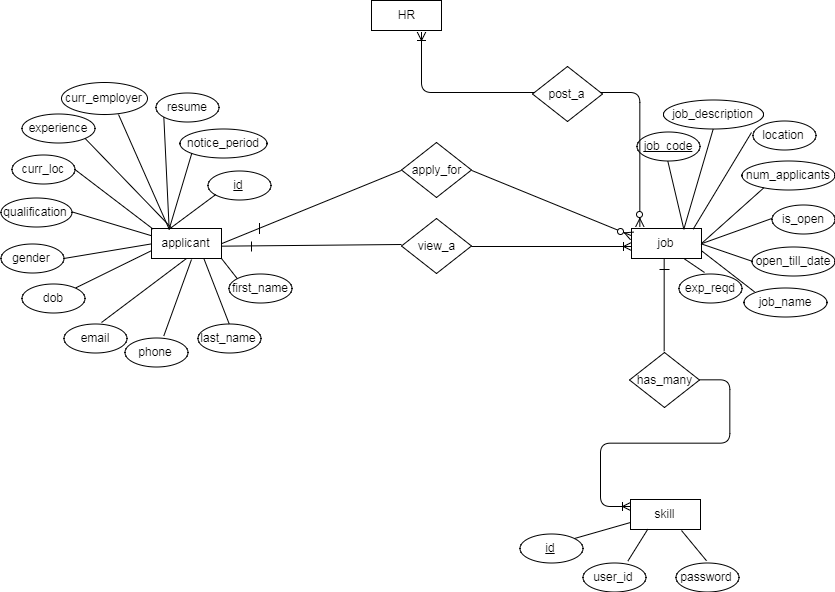 HR
post_a
curr_employer
resume
experience
notice_period
curr_loc
id
qualification
applicant
gender
first_name
dob
email
last_name
phone
apply_for
view_a
job_description
job_code
location
num_applicants
is_open
job
open_till_date
exp_reqd
job_name
has_many
skill
id
user_id
password